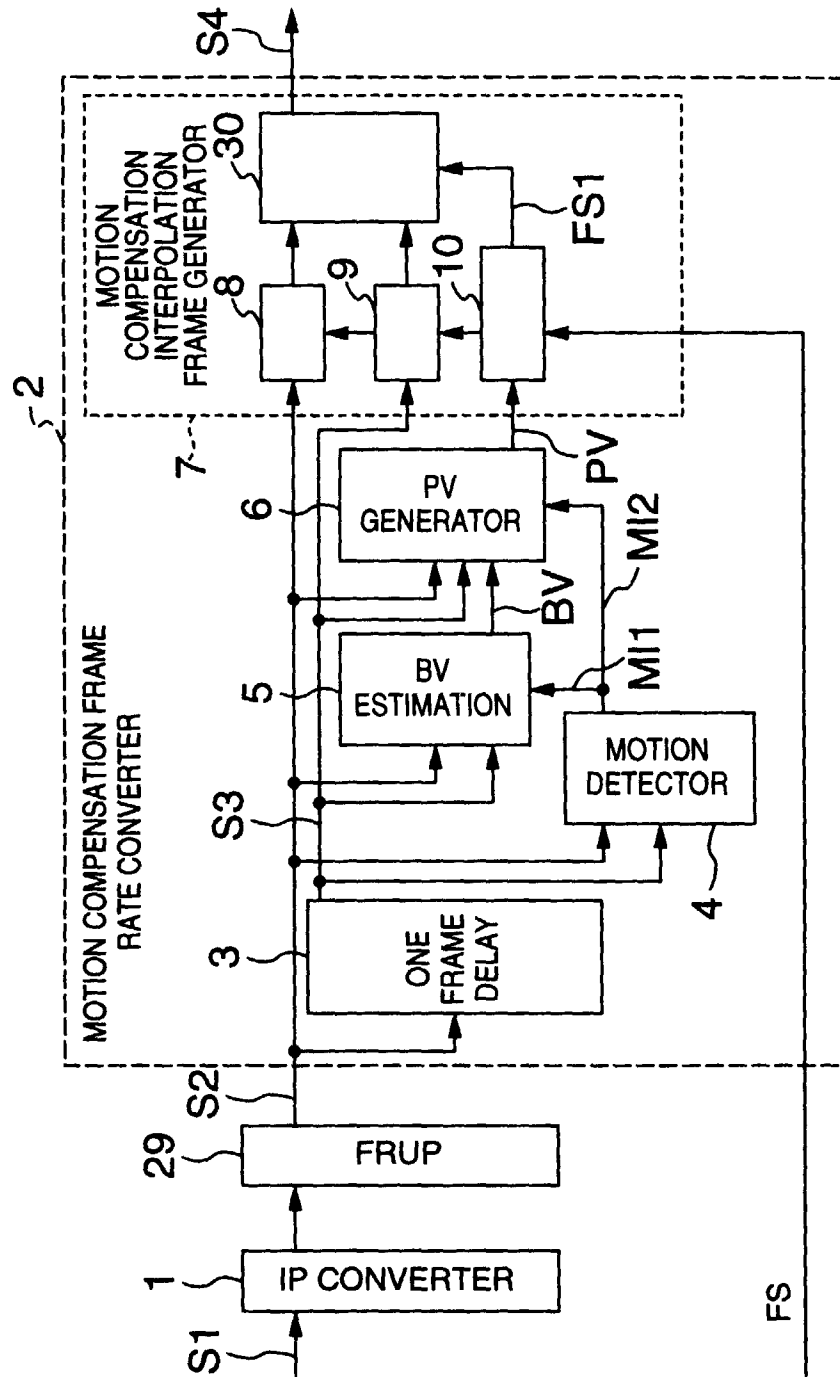 S1
1
IP CONVERTER
29
FRUP
S2
2
MOTION COMPENSATION FRAME
RATE CONVERTER
3
ONE
FRAME
DELAY
S3
4
MOTION
DETECTOR
5
BV
ESTIMATION
MI1
MI2
BV
6
PV
GENERATOR
PV
7
MOTION
COMPENSATION
INTERPOLATION
FRAME GENERATOR
8
9
10
30
FS1
S4
FS